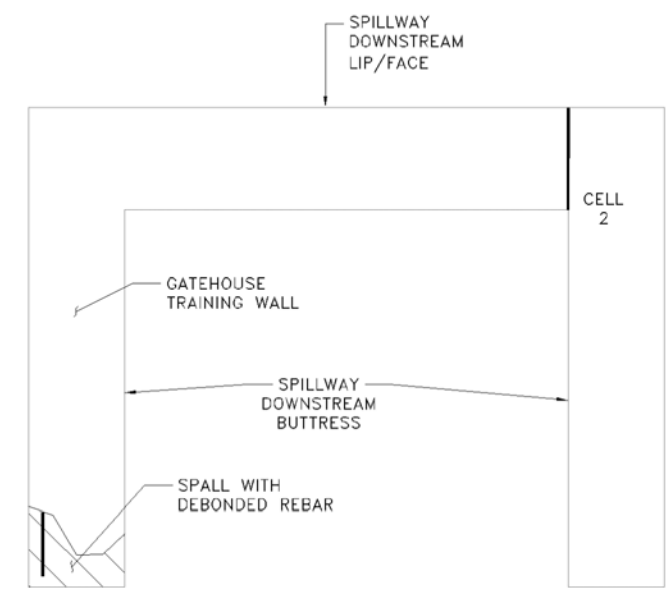 SPILLWAY
DOWNSTREAM
LIP/FACE
CELL
2
GATEHOUSE
TRAINING WALL
SPILLWAY
DOWNSTREAM
BUTTRESS
SPALL WITH
DEBONDED REBAR